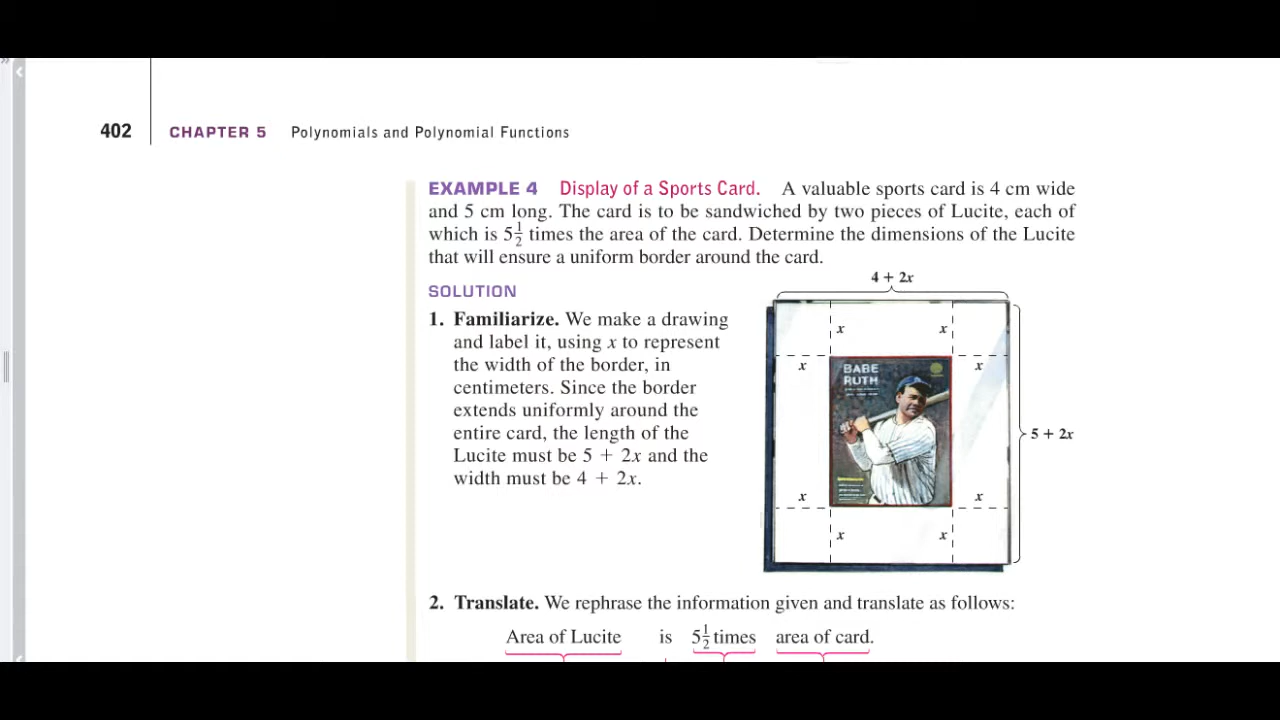 402 CHAPTER 5 Polynomials and Polynomial Functions
EXAMPLE 4 Display of a Sports Card. A valuable sports card is 4 cm wide
and 5 cm long. The card is to be sandwiched by two pieces of Lucite, each of
which is 5 1/2 times the area of the card. Determine the dimensions of the Lucite
that will ensure a uniform border around the card.
SOLUTION
1. Familiarize. We make a drawing
and label it, using x to represent
the width of the border, in
centimeters. Since the border
extends uniformly around the
entire card, the length of the
Lucite must be 5 + 2x and the
width must be 4 + 2x.
4 + 2x
x x
x x
BABE
RUTH
5 + 2x
x x
x x
2. Translate. We rephrase the information given and translate as follows:
Area of Lucite is 5 1/2 times area of card.